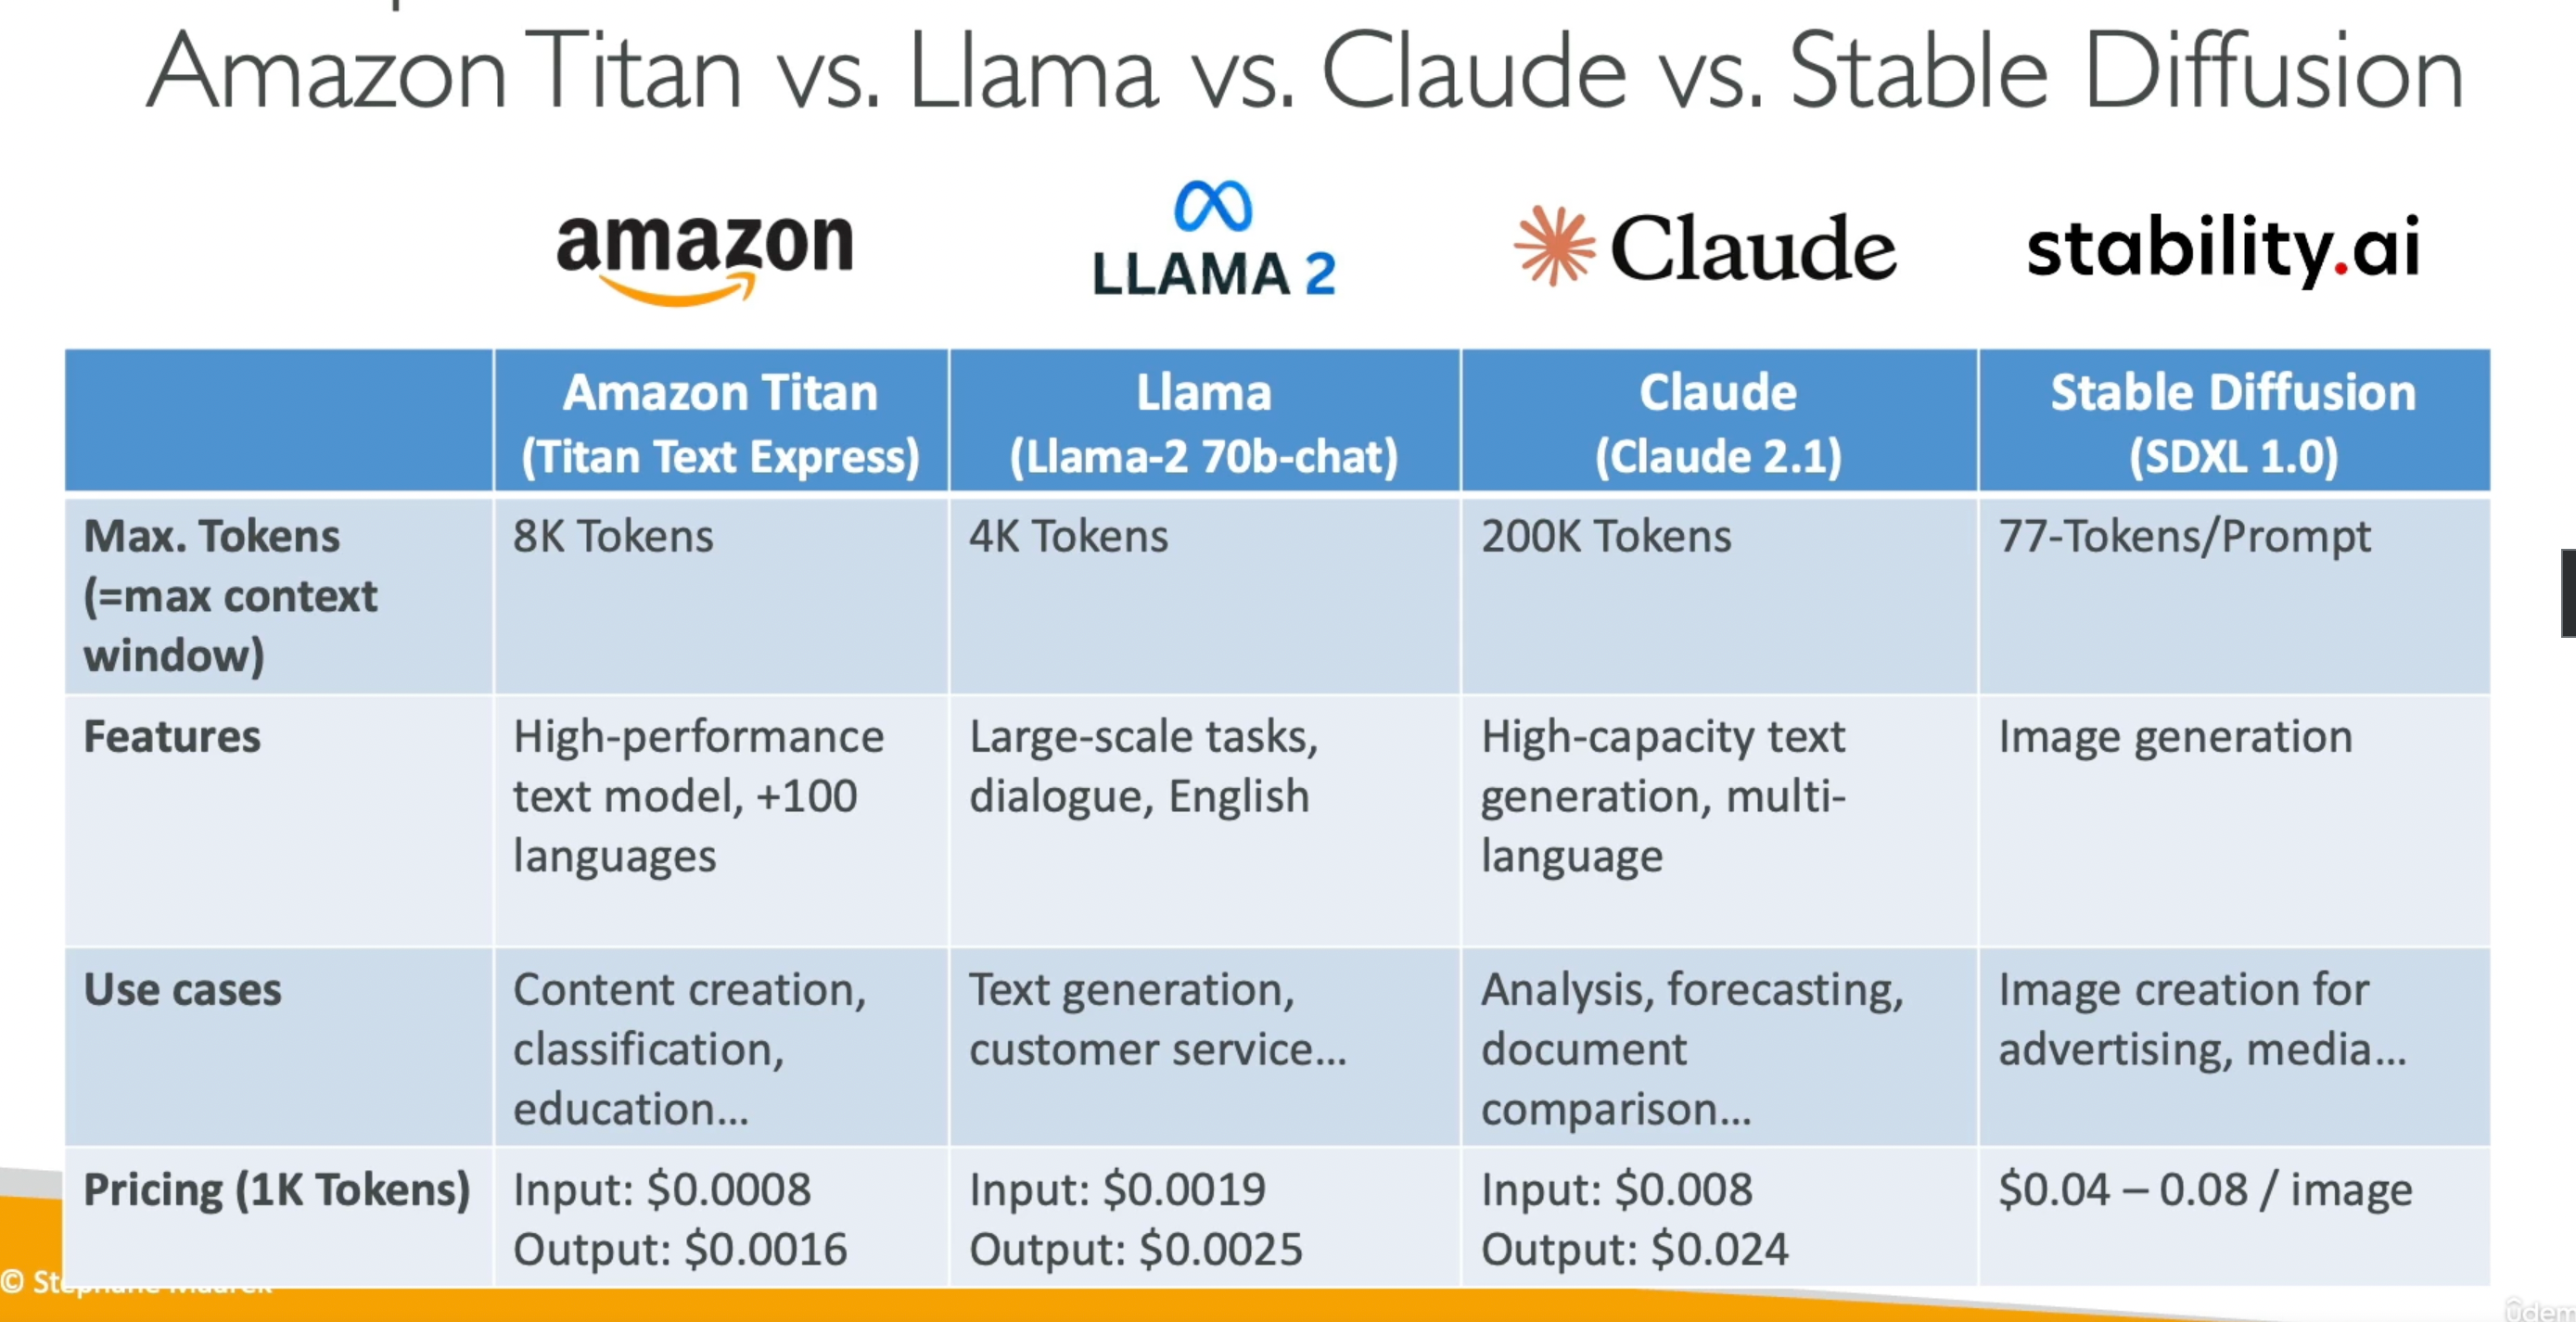 Amazon Titan vs. Llama vs. Claude vs. Stable Diffusion
amazon
LLAMA 2
Claude
stability.ai
Amazon Titan
(Titan Text Express)
Llama
(Llama-2 70b-chat)
Claude
(Claude 2.1)
Stable Diffusion
(SDXL 1.0)
Max. Tokens
(=max context
window)
8K Tokens
4K Tokens
200K Tokens
77-Tokens/Prompt
Features
High-performance
text model, +100
languages
Large-scale tasks,
dialogue, English
High-capacity text
generation, multi-
language
Image generation
Use cases
Content creation,
classification,
education...
Text generation,
customer service...
Analysis, forecasting,
document
comparison...
Image creation for
advertising, media...
Pricing (1K Tokens)
Input: $0.0008
Output: $0.0016
Input: $0.0019
Output: $0.0025
Input: $0.008
Output: $0.024
$0.04 – 0.08 / image
©